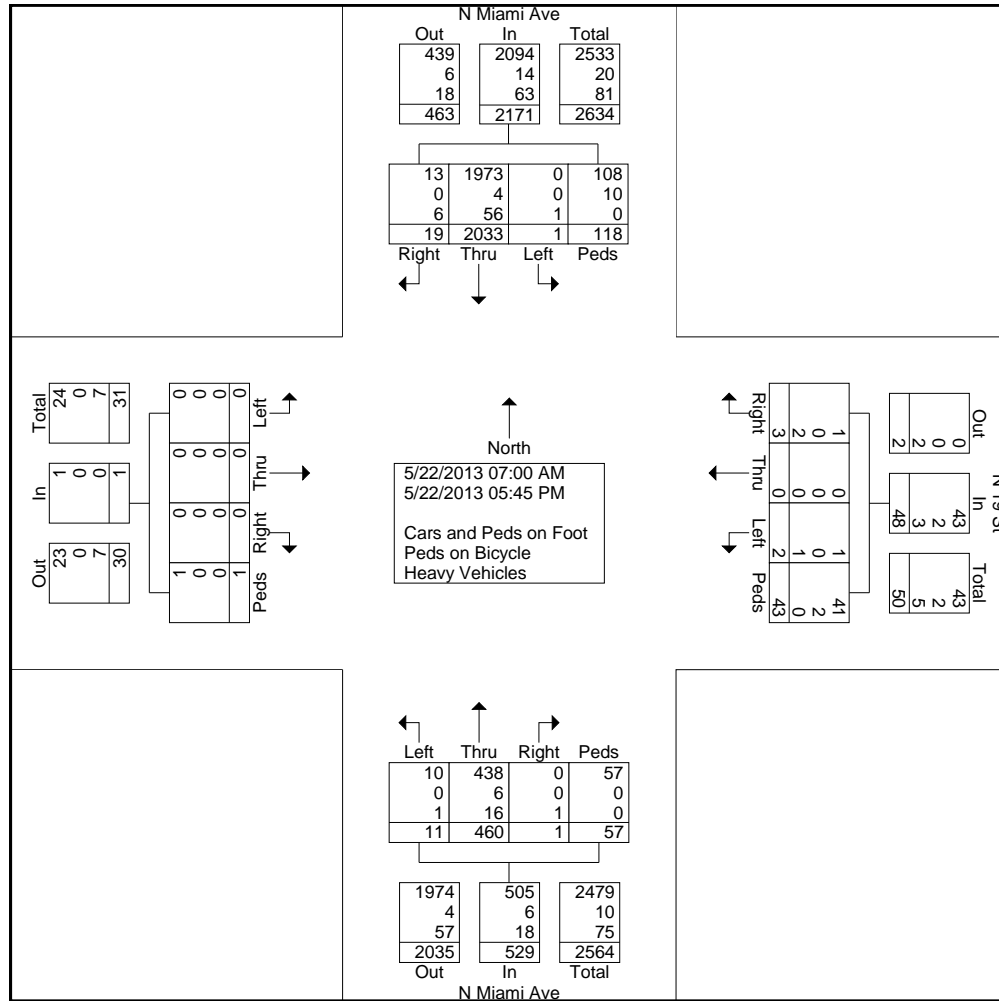 N Miami Ave
Out In Total
439 2094 2533
6 14 20
18 63 81
463 2171 2634
13 1973 0 108
0 4 0 10
6 56 1 0
19 2033 1 118
Right Thru Left Peds
Total
24 0 7 31
In
1 0 0 1
Out
23 0 7 30
0 0 0 0
Left
0 0 0 0
Thru
0 0 0 0
Right
1 0 0 1
Peds
North
5/22/2013 07:00 AM
5/22/2013 05:45 PM
Cars and Peds on Foot
Peds on Bicycle
Heavy Vehicles
Right Thru Left Peds
1 0 1 41
0 0 0 2
2 0 1 0
3 0 2 43
N 19 St
Out In Total
0 43 43
0 2 2
2 3 5
2 48 50
Left Thru Right Peds
10 438 0 57
0 6 0 0
1 16 1 0
11 460 1 57
1974 505 2479
4 6 10
57 18 75
2035 529 2564
Out In Total
N Miami Ave